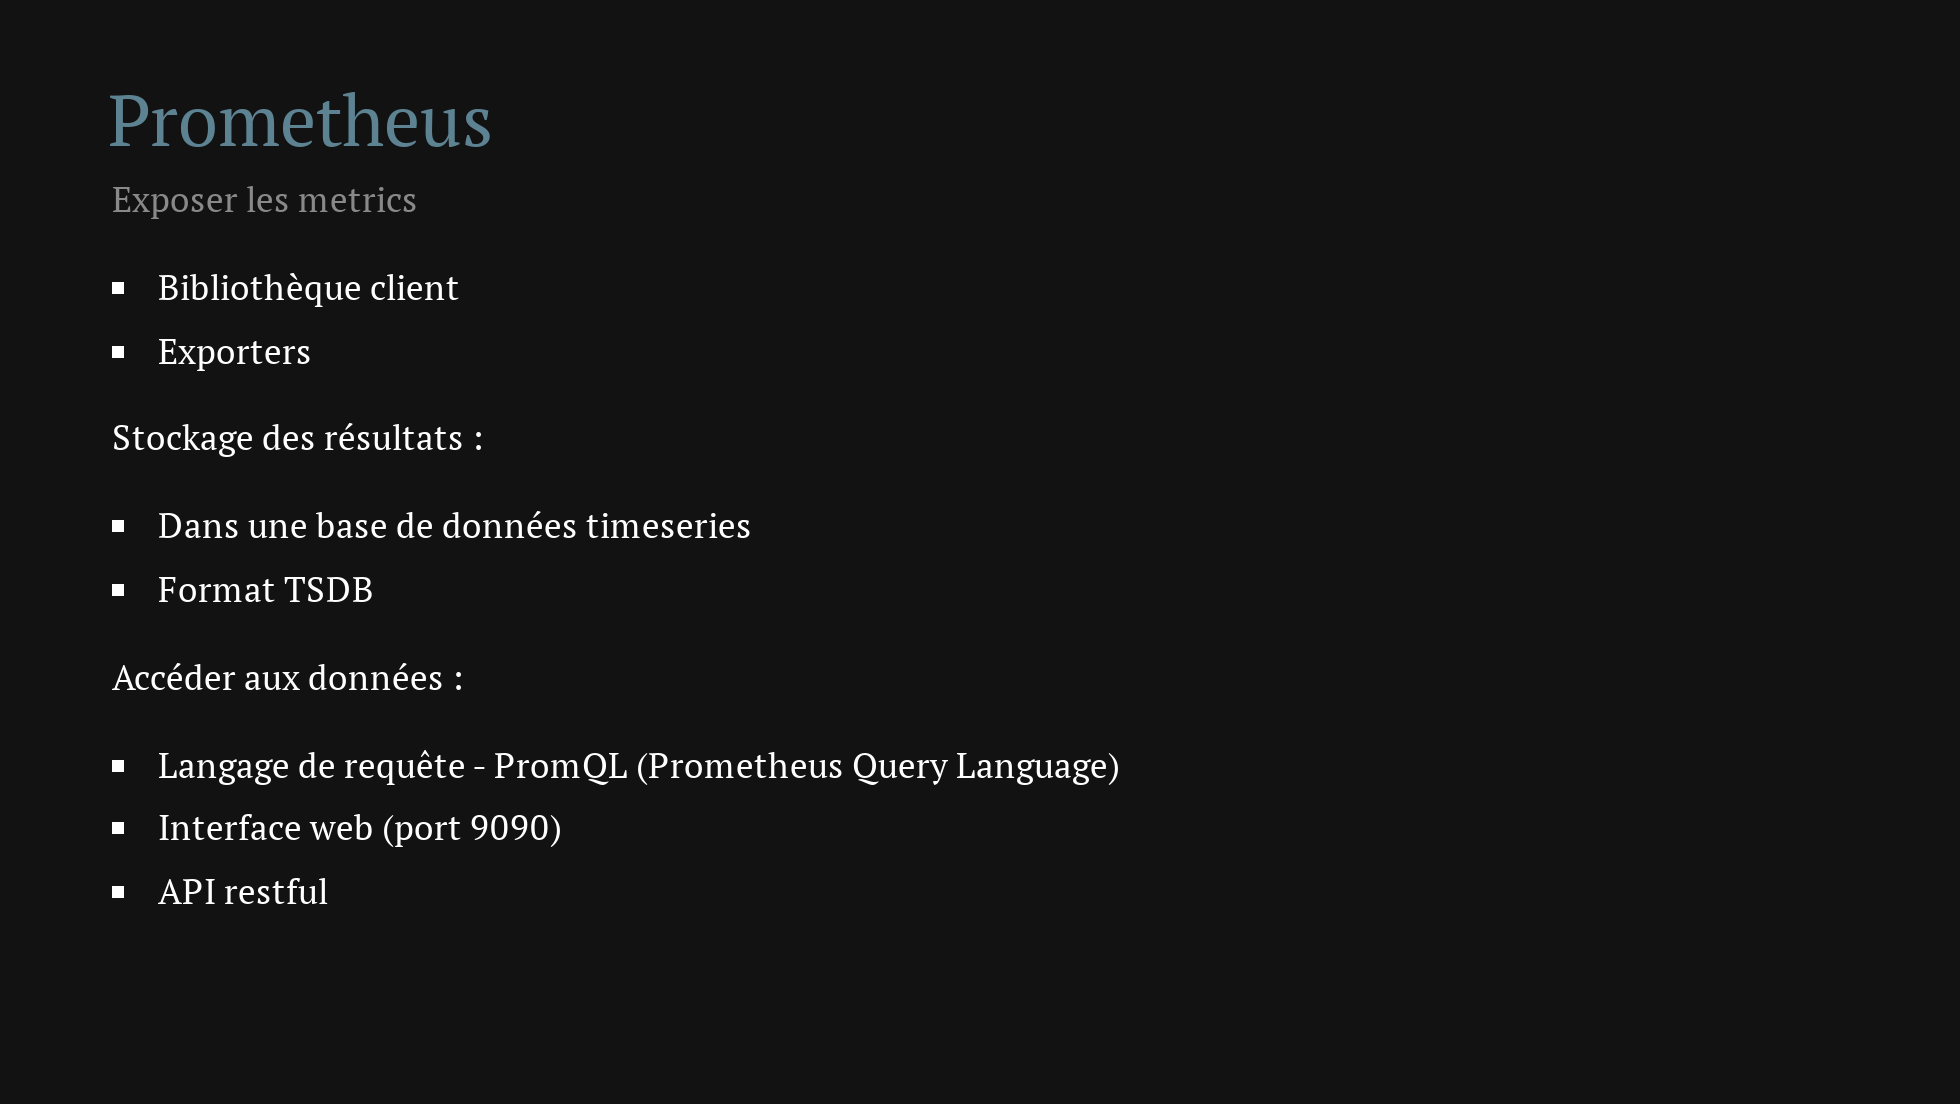 Prometheus
Exposer les metrics
Bibliothèque client
Exporters
Stockage des résultats :
Dans une base de données timeseries
Format TSDB
Accéder aux données :
Langage de requête - PromQL (Prometheus Query Language)
Interface web (port 9090)
API restful